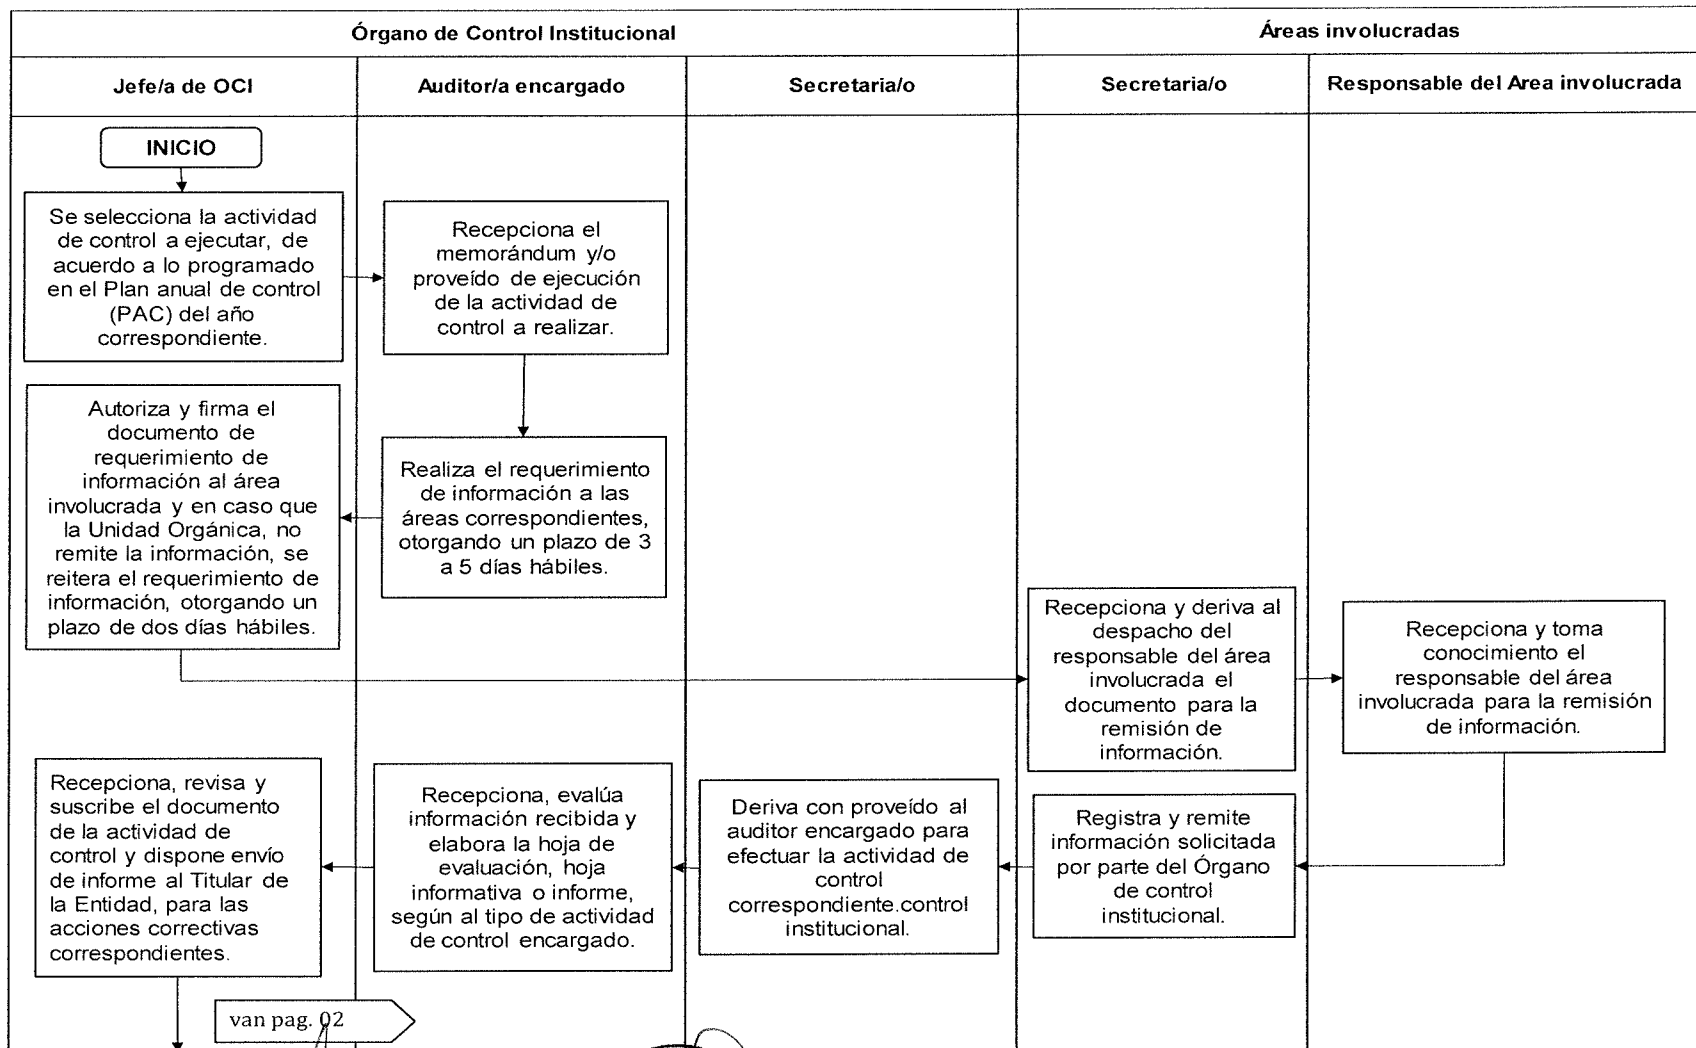 Órgano de Control Institucional
Áreas involucradas
Jefe/a de OCI
Auditor/a encargado
Secretaria/o
Secretaria/o
Responsable del Area involucrada
INICIO
Se selecciona la actividad
de control a ejecutar, de
acuerdo a lo programado
en el Plan anual de control
(PAC) del año
correspondiente.
Recepciona el
memorándum y/o
proveído de ejecución
de la actividad de
control a realizar.
Realiza el requerimiento
de información a las
áreas correspondientes,
otorgando un plazo de 3
a 5 días hábiles.
Autoriza y firma el
documento de
requerimiento de
información al área
involucrada y en caso que
la Unidad Orgánica, no
remite la información, se
reitera el requerimiento de
información, otorgando un
plazo de dos días hábiles.
Recepciona y deriva al
despacho del
responsable del área
involucrada el
documento para la
remisión de
información.
Recepciona y toma
conocimiento el
responsable del área
involucrada para la remisión
de información.
Registra y remite
información solicitada
por parte del Órgano
de control
institucional.
Deriva con proveído al
auditor encargado para
efectuar la actividad de
control
correspondiente.control
institucional.
Recepciona, evalúa
información recibida y
elabora la hoja de
evaluación, hoja
informativa o informe,
según al tipo de actividad
de control encargado.
Recepciona, revisa y
suscribe el documento
de la actividad de
control y dispone envío
de informe al Titular de
la Entidad, para las
acciones correctivas
correspondientes.
van pag. 02